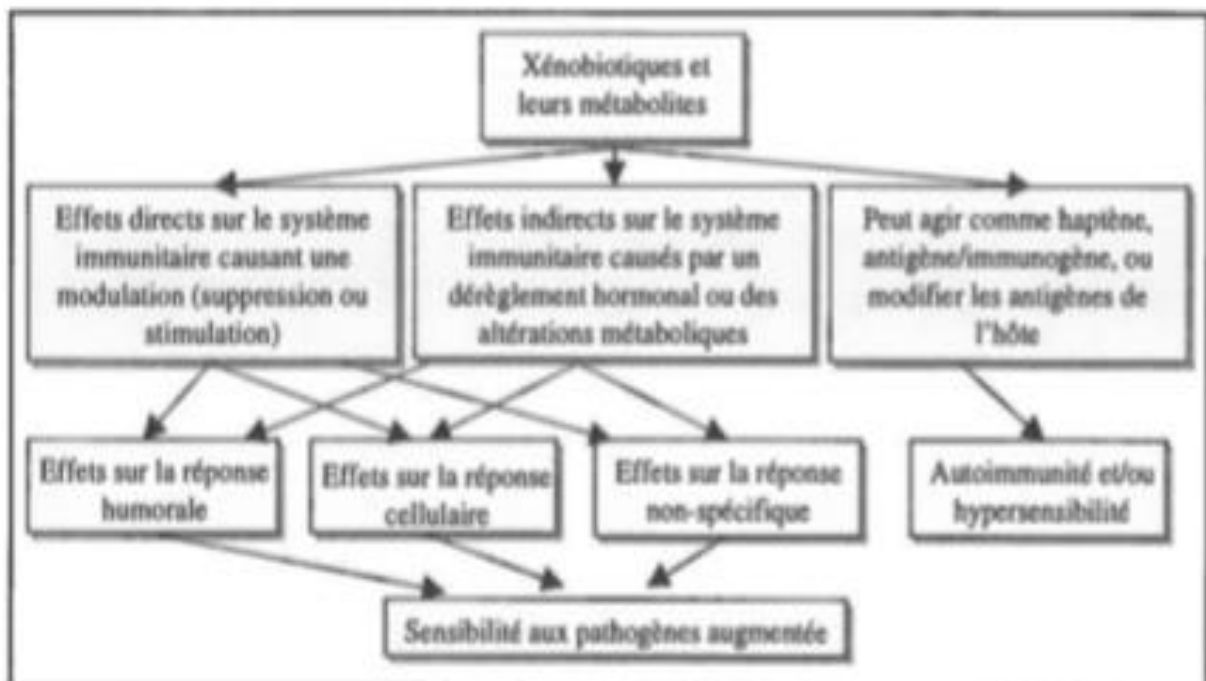 Xénobiotiques et
leurs métabolites
Effets directs sur le système
immunitaire causant une
modulation (suppression ou
stimulation)
Effets indirects sur le système
immunitaire causés par un
dérèglement hormonal ou des
altérations métaboliques
Peut agir comme haptène,
antigène/immunogène, ou
modifier les antigènes de
l'hôte
Effets sur la réponse
humorale
Effets sur la réponse
cellulaire
Effets sur la réponse
non-spécifique
Autoimmunité et/ou
hypersensibilité
Sensibilité aux pathogènes augmentée